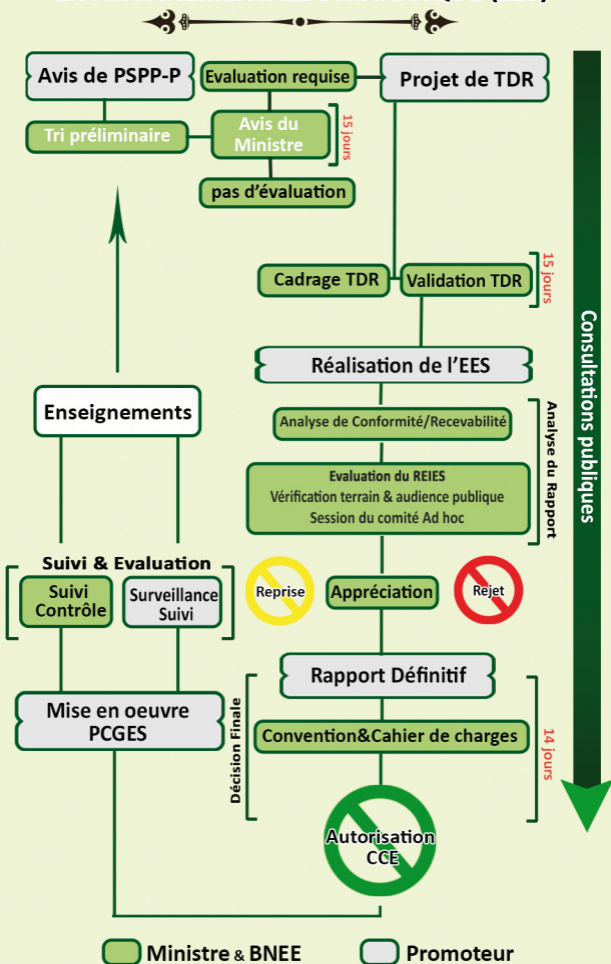 Avis de PSPP-P
Evaluation requise
Projet de TDR
Tri préliminaire
Avis du
Ministre
15 jours
pas d'évaluation
Cadrage TDR
Validation TDR
15 jours
Réalisation de l'EES
Enseignements
Analyse de Conformité/Recevabilité
Evaluation du REIES
Vérification terrain & audience publique
Session du comité Ad hoc
Analyse du Rapport
Consultations publiques
Suivi & Evaluation
Suivi
Contrôle
Surveillance
Suivi
Reprise
Appréciation
Rejet
Mise en oeuvre
PCGES
Rapport Définitif
Convention&Cahier de charges
Décision Finale
14 jours
Autorisation
CCE
Ministre & BNEE
Promoteur